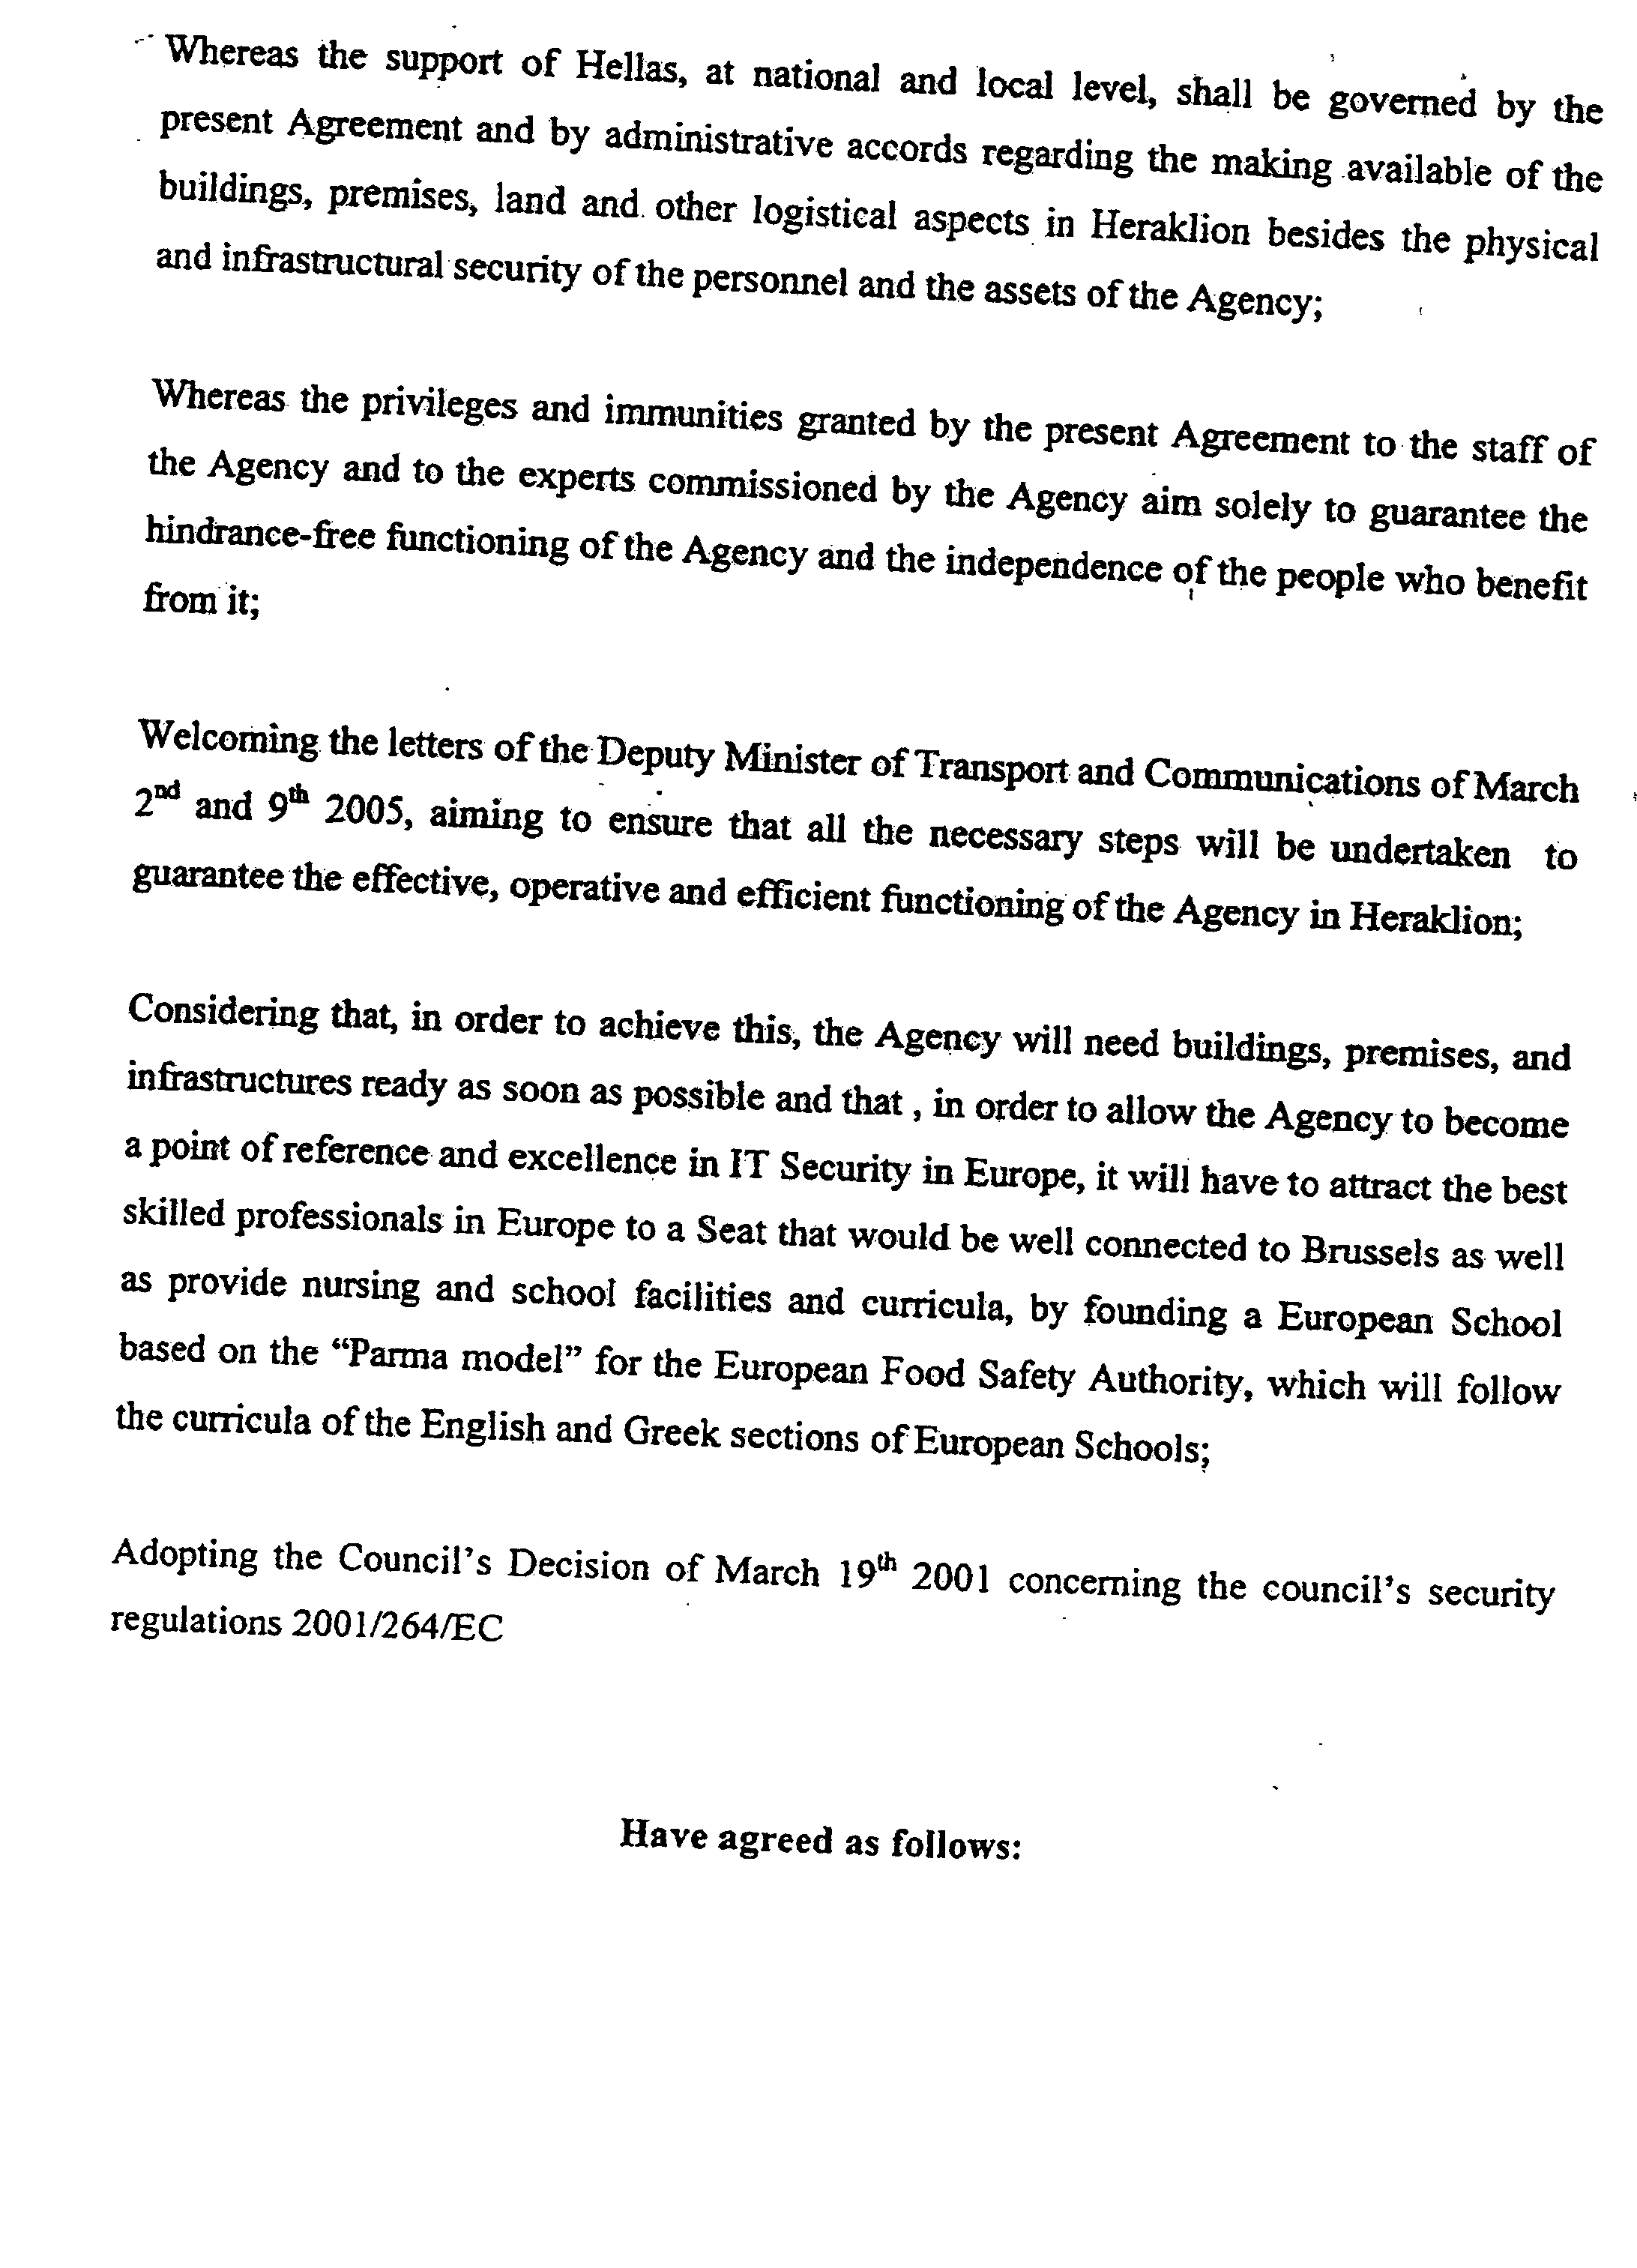 Whereas the support of Hellas, at national and local level, shall be governed by the
present Agreement and by administrative accords regarding the making available of the
buildings, premises, land and other logistical aspects in Heraklion besides the physical
and infrastructural security of the personnel and the assets of the Agency;
Whereas the privileges and immunities granted by the present Agreement to the staff of
the Agency and to the experts commissioned by the Agency aim solely to guarantee the
hindrance-free functioning of the Agency and the independence of the people who benefit
from it;
Welcoming the letters of the Deputy Minister of Transport and Communications of March
2nd and 9th 2005, aiming to ensure that all the necessary steps will be undertaken to
guarantee the effective, operative and efficient functioning of the Agency in Heraklion;
Considering that, in order to achieve this, the Agency will need buildings, premises, and
infrastructures ready as soon as possible and that , in order to allow the Agency to become
a point of reference and excellence in IT Security in Europe, it will have to attract the best
skilled professionals in Europe to a Seat that would be well connected to Brussels as well
as provide nursing and school facilities and curricula, by founding a European School
based on the “Parma model” for the European Food Safety Authority, which will follow
the curricula of the English and Greek sections of European Schools;
Adopting the Council's Decision of March 19th 2001 concerning the council's security
regulations 2001/264/EC
Have agreed as follows: